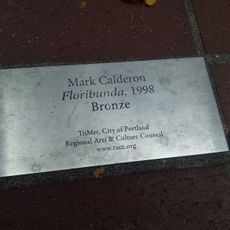 Mark Calderon
Floribunda, 1998
Bronze
TriMet, City of Portland
Regional Arts & Culture Council
www.racc.org